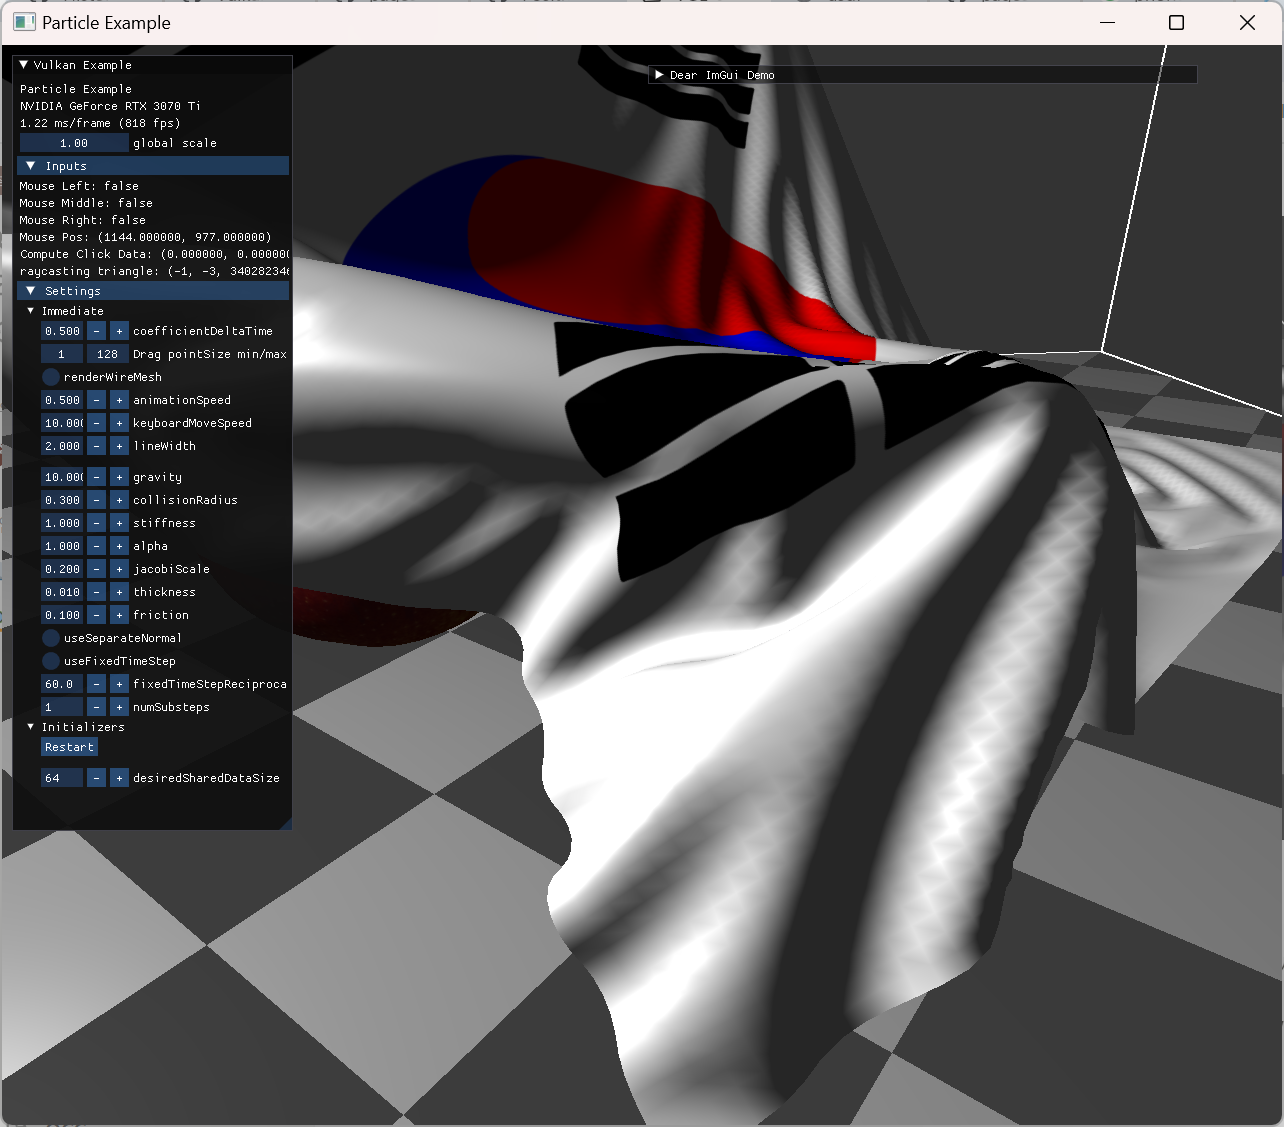 Particle Example
Vulkan Example
Dear ImGui Demo
Particle Example
NVIDIA GeForce RTX 3070 Ti
1.22 ms/frame (818 fps)
1.00 global scale
Inputs
Mouse Left: false
Mouse Middle: false
Mouse Right: false
Mouse Pos: (1144.000000, 977.000000)
Compute Click Data: (0.000000, 0.00000(
raycasting triangle: (-1, -3, 34028234
Settings
Immediate
0.500 - + coefficientDeltaTime
1 128 Drag pointSize min/max
renderWireMesh
0.500 - + animationSpeed
10.00 - + keyboardMoveSpeed
2.000 - + lineWidth
10.00 - + gravity
0.300 - + collisionRadius
1.000 - + stiffness
1.000 - + alpha
0.200 - + jacobiScale
0.010 - + thickness
0.100 - + friction
useSeparateNormal
useFixedTimeStep
60.0 - + fixedTimeStepReciproca
1 - + numSubsteps
Initializers
Restart
64 - + desiredSharedDataSize